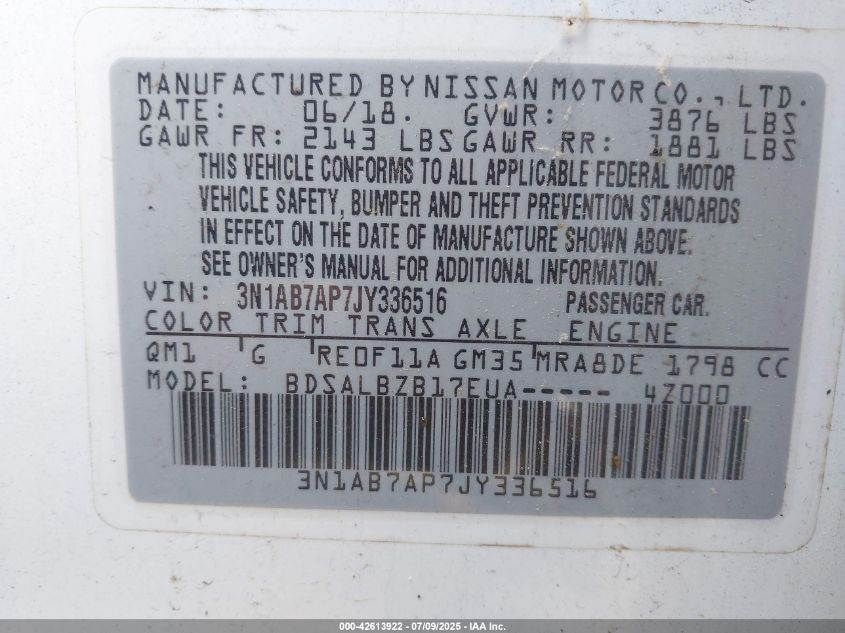 MANUFACTURED BY NISSAN MOTOR CO., LTD.
DATE: 06/18. GVWR: 3876 LBS
GAWR FR: 2143 LBS GAWR RR: 1881 LBS
THIS VEHICLE CONFORMS TO ALL APPLICABLE FEDERAL MOTOR
VEHICLE SAFETY, BUMPER AND THEFT PREVENTION STANDARDS
IN EFFECT ON THE DATE OF MANUFACTURE SHOWN ABOVE.
SEE OWNER'S MANUAL FOR ADDITIONAL INFORMATION.
VIN: 3N1AB7AP7JY336516 PASSENGER CAR.
COLOR TRIM TRANS AXLE ENGINE
QM1 G RE0F11A GM35 MRA8DE 1798 CC
MODEL: BDSALBZB17EUA----- 4Z000
3N1AB7AP7JY336516
000-42613922 - 07/09/2025 - IAA Inc.